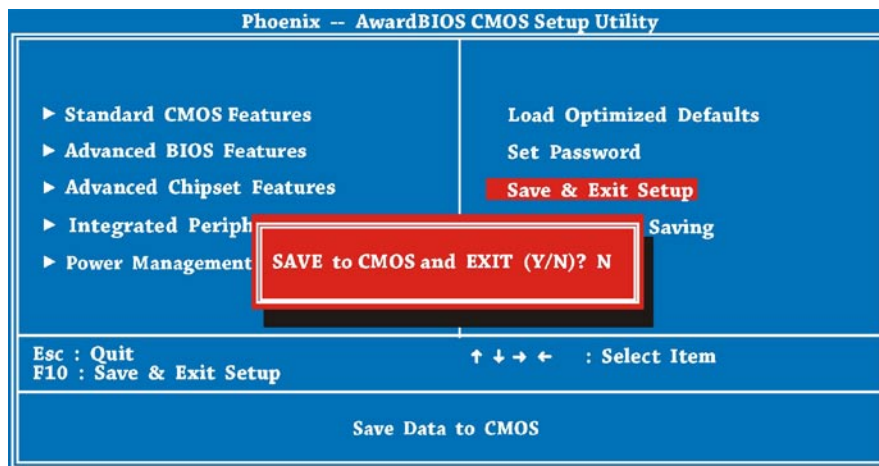 Phoenix -- AwardBIOS CMOS Setup Utility
► Standard CMOS Features
► Advanced BIOS Features
► Advanced Chipset Features
► Integrated Periph
► Power Management
Load Optimized Defaults
Set Password
Save & Exit Setup
Saving
SAVE to CMOS and EXIT (Y/N)? N
Esc : Quit
F10 : Save & Exit Setup
↑ ↓ → ← : Select Item
Save Data to CMOS